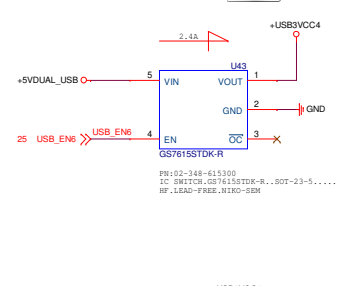 +USB3VCC4
2.4A
U43
+5VDUAL_USB 5 VIN VOUT 1
GND 2 GND
25 USB_EN6 USB_EN6 4 EN OC 3
GS7615STDK-R
PN:02-348-615300
IC SWITCH.GS7615STDK-R..SOT-23-5.....
HF.LEAD-FREE.NIKO-SEM